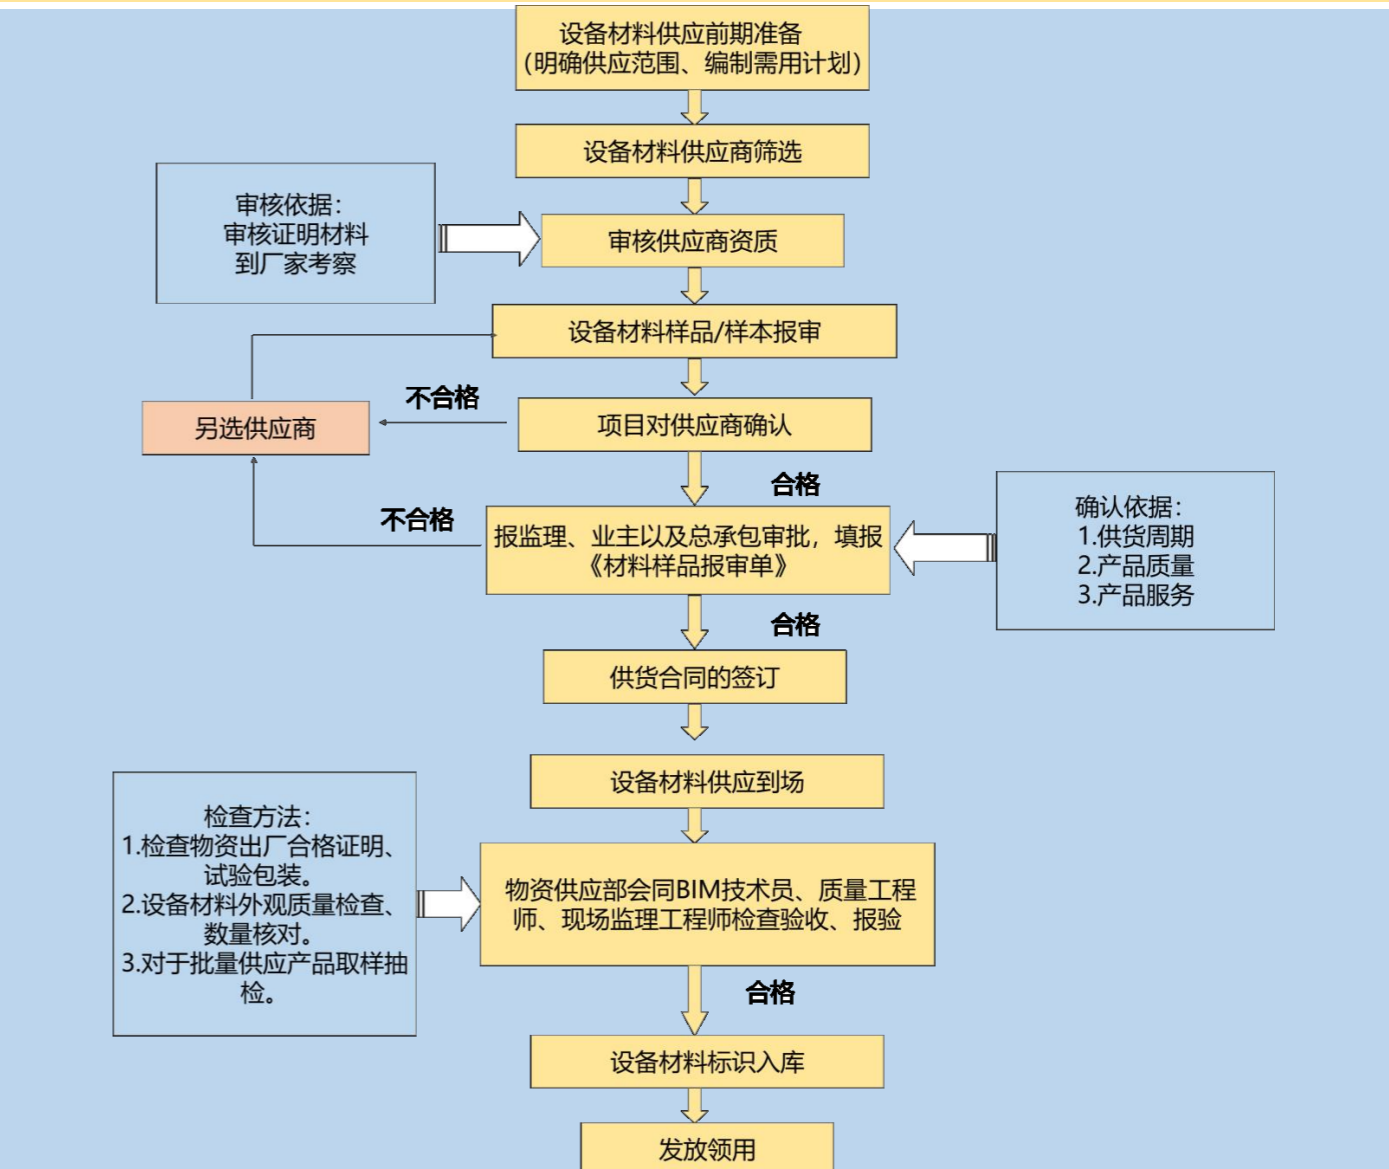 设备材料供应前期准备
（明确供应范围、编制需用计划）
设备材料供应商筛选
审核依据：
审核证明材料
到厂家考察
审核供应商资质
设备材料样品/样本报审
不合格
另选供应商
项目对供应商确认
合格
不合格
报监理、业主以及总承包审批，填报
《材料样品报审单》
确认依据：
1.供货周期
2.产品质量
3.产品服务
合格
供货合同的签订
设备材料供应到场
检查方法：
1.检查物资出厂合格证明、
试验包装。
2.设备材料外观质量检查、
数量核对。
3.对于批量供应产品取样抽
检。
物资供应部会同BIM技术员、质量工程
师、现场监理工程师检查验收、报验
合格
设备材料标识入库
发放领用